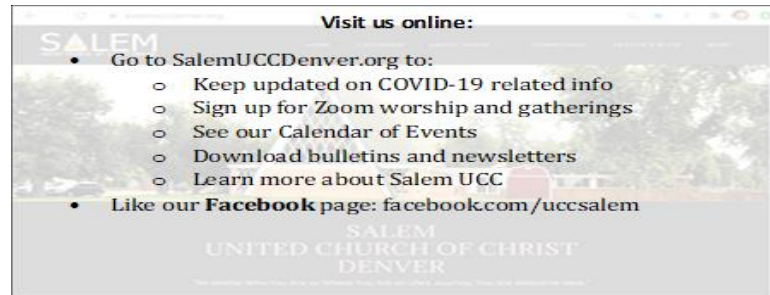 Visit us online:
SALEM
• Go to SalemUCCDenver.org to:
o Keep updated on COVID-19 related info
o Sign up for Zoom worship and gatherings
o See our Calendar of Events
o Download bulletins and newsletters
o Learn more about Salem UCC
• Like our Facebook page: facebook.com/uccsalem
SALEM
UNITED CHURCH OF CHRIST
DENVER